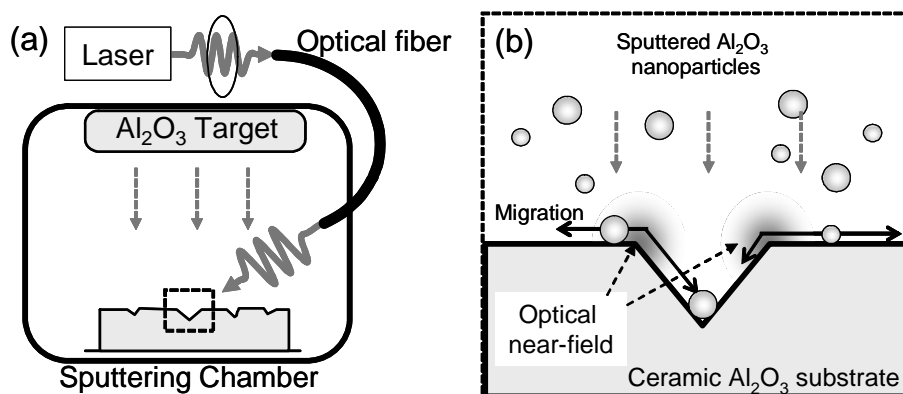 (a)
Laser
Optical fiber
Al₂O₃ Target
Sputtering Chamber
(b)
Sputtered Al₂O₃
nanoparticles
Migration
Optical
near-field
Ceramic Al₂O₃ substrate